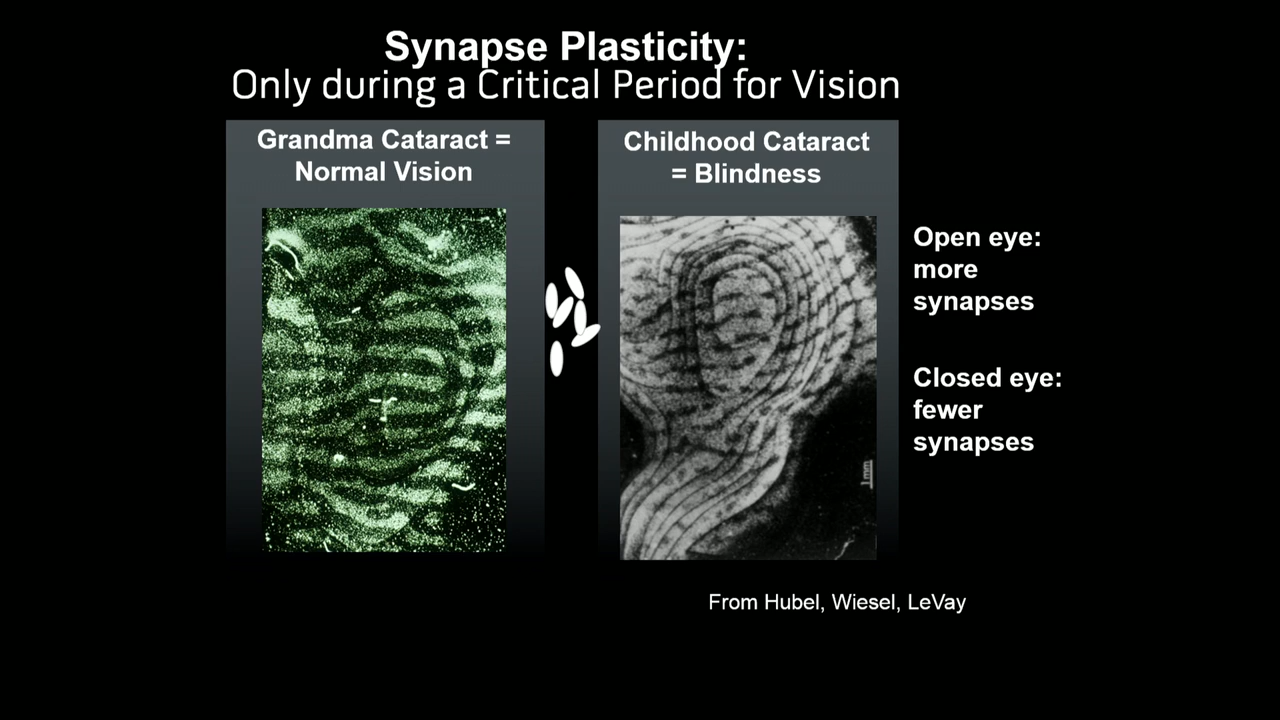 Synapse Plasticity:
Only during a Critical Period for Vision
Grandma Cataract =
Normal Vision
Childhood Cataract
= Blindness
Open eye:
more
synapses
Closed eye:
fewer
synapses
1mm
From Hubel, Wiesel, LeVay